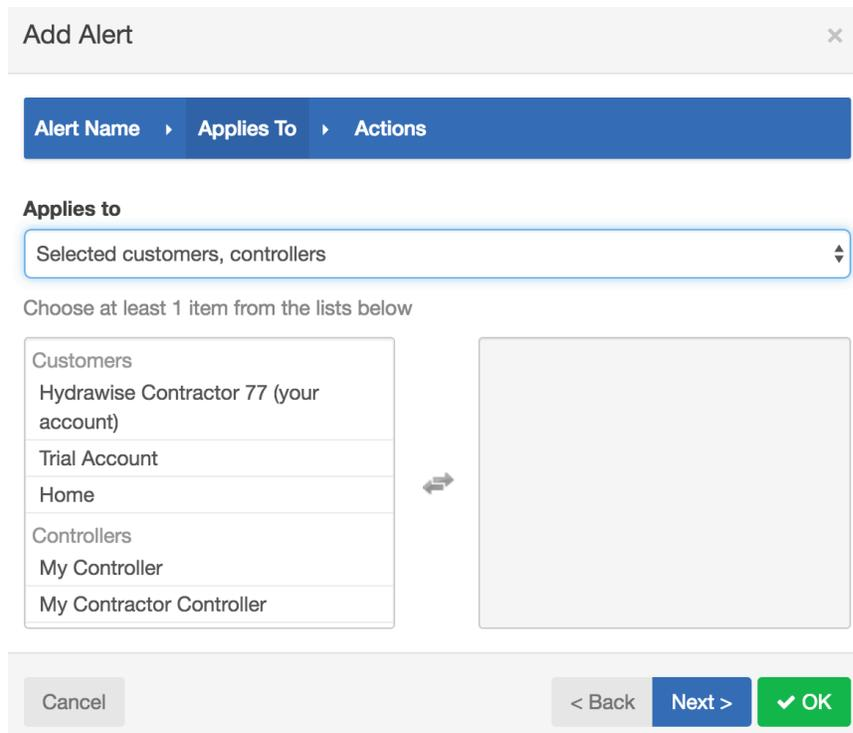 Add Alert ×
Alert Name Applies To Actions
Applies to
Selected customers, controllers
Choose at least 1 item from the lists below
Customers
Hydrawise Contractor 77 (your
account)
Trial Account
Home
Controllers
My Controller
My Contractor Controller
Cancel < Back Next > OK